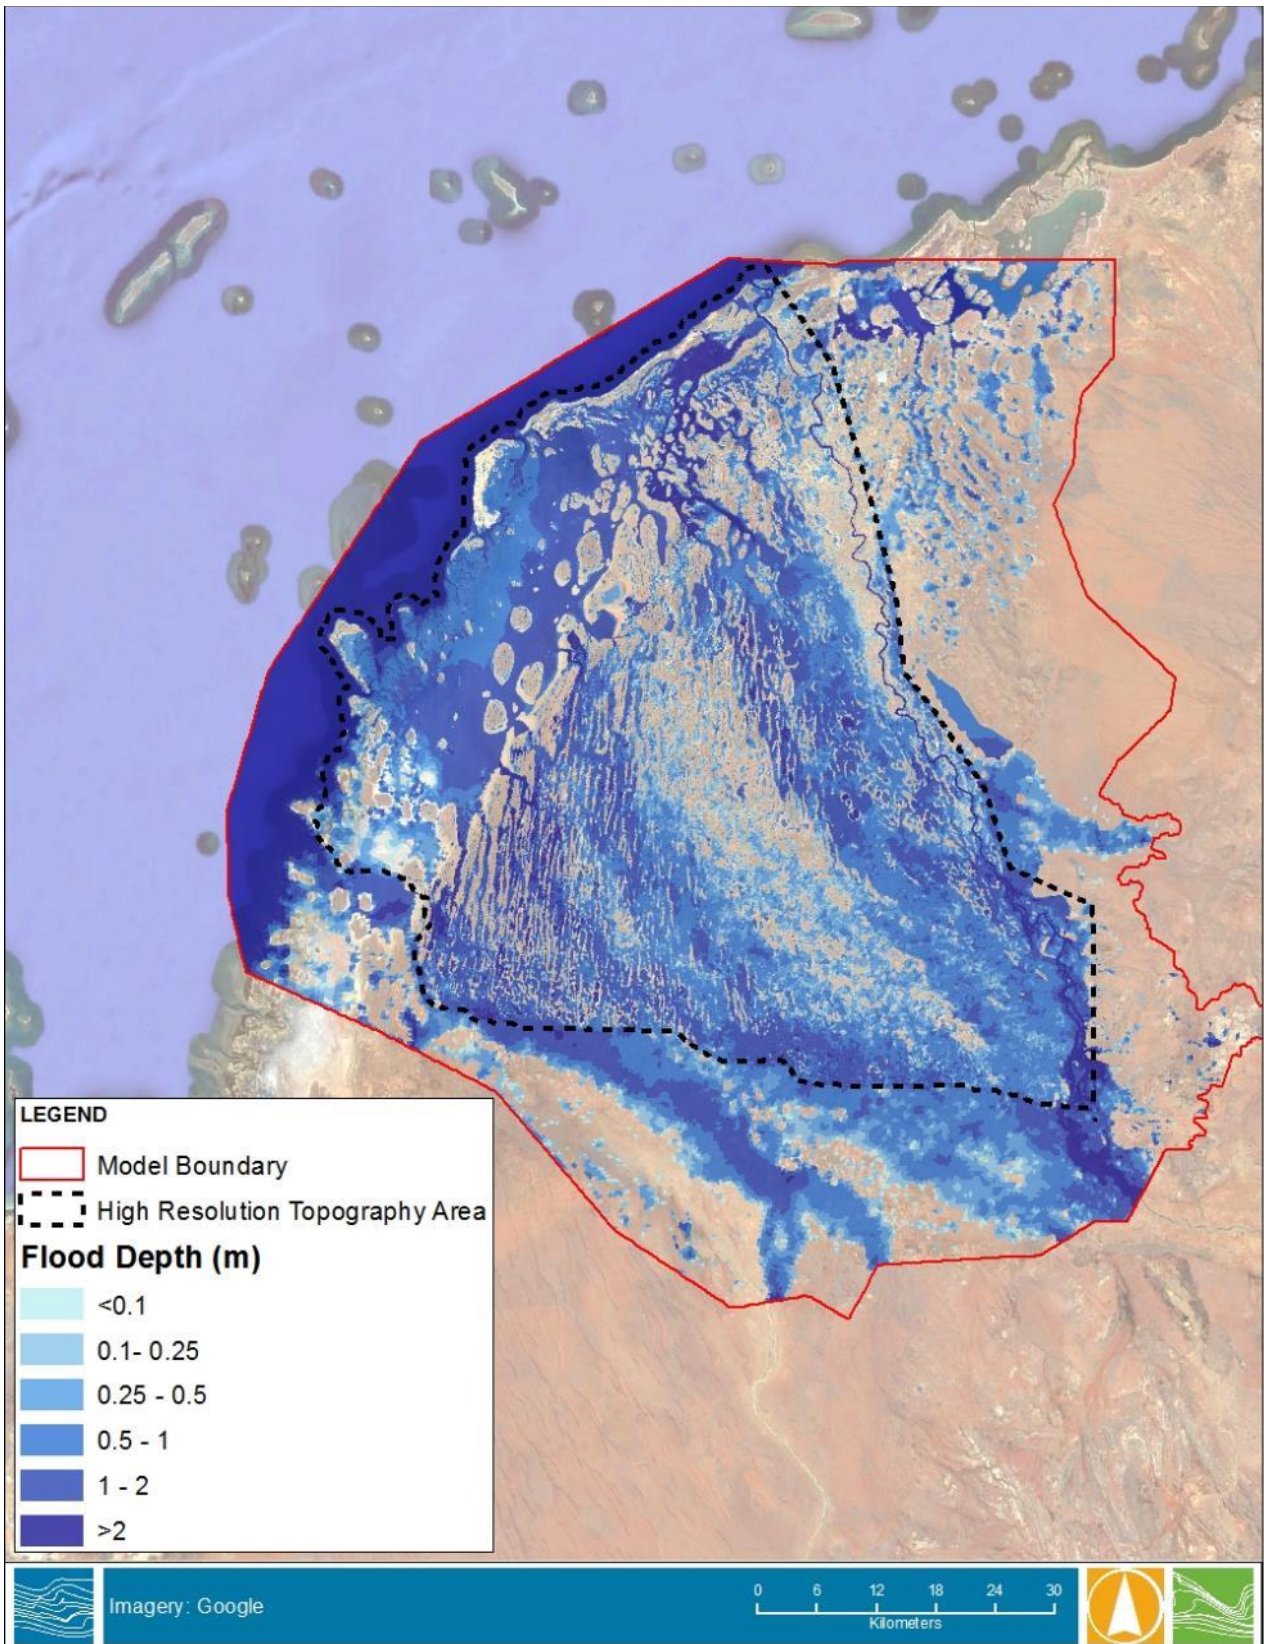 LEGEND
Model Boundary
High Resolution Topography Area
Flood Depth (m)
<0.1
0.1- 0.25
0.25 - 0.5
0.5 - 1
1 - 2
>2
Imagery: Google
0 6 12 18 24 30
Kilometers